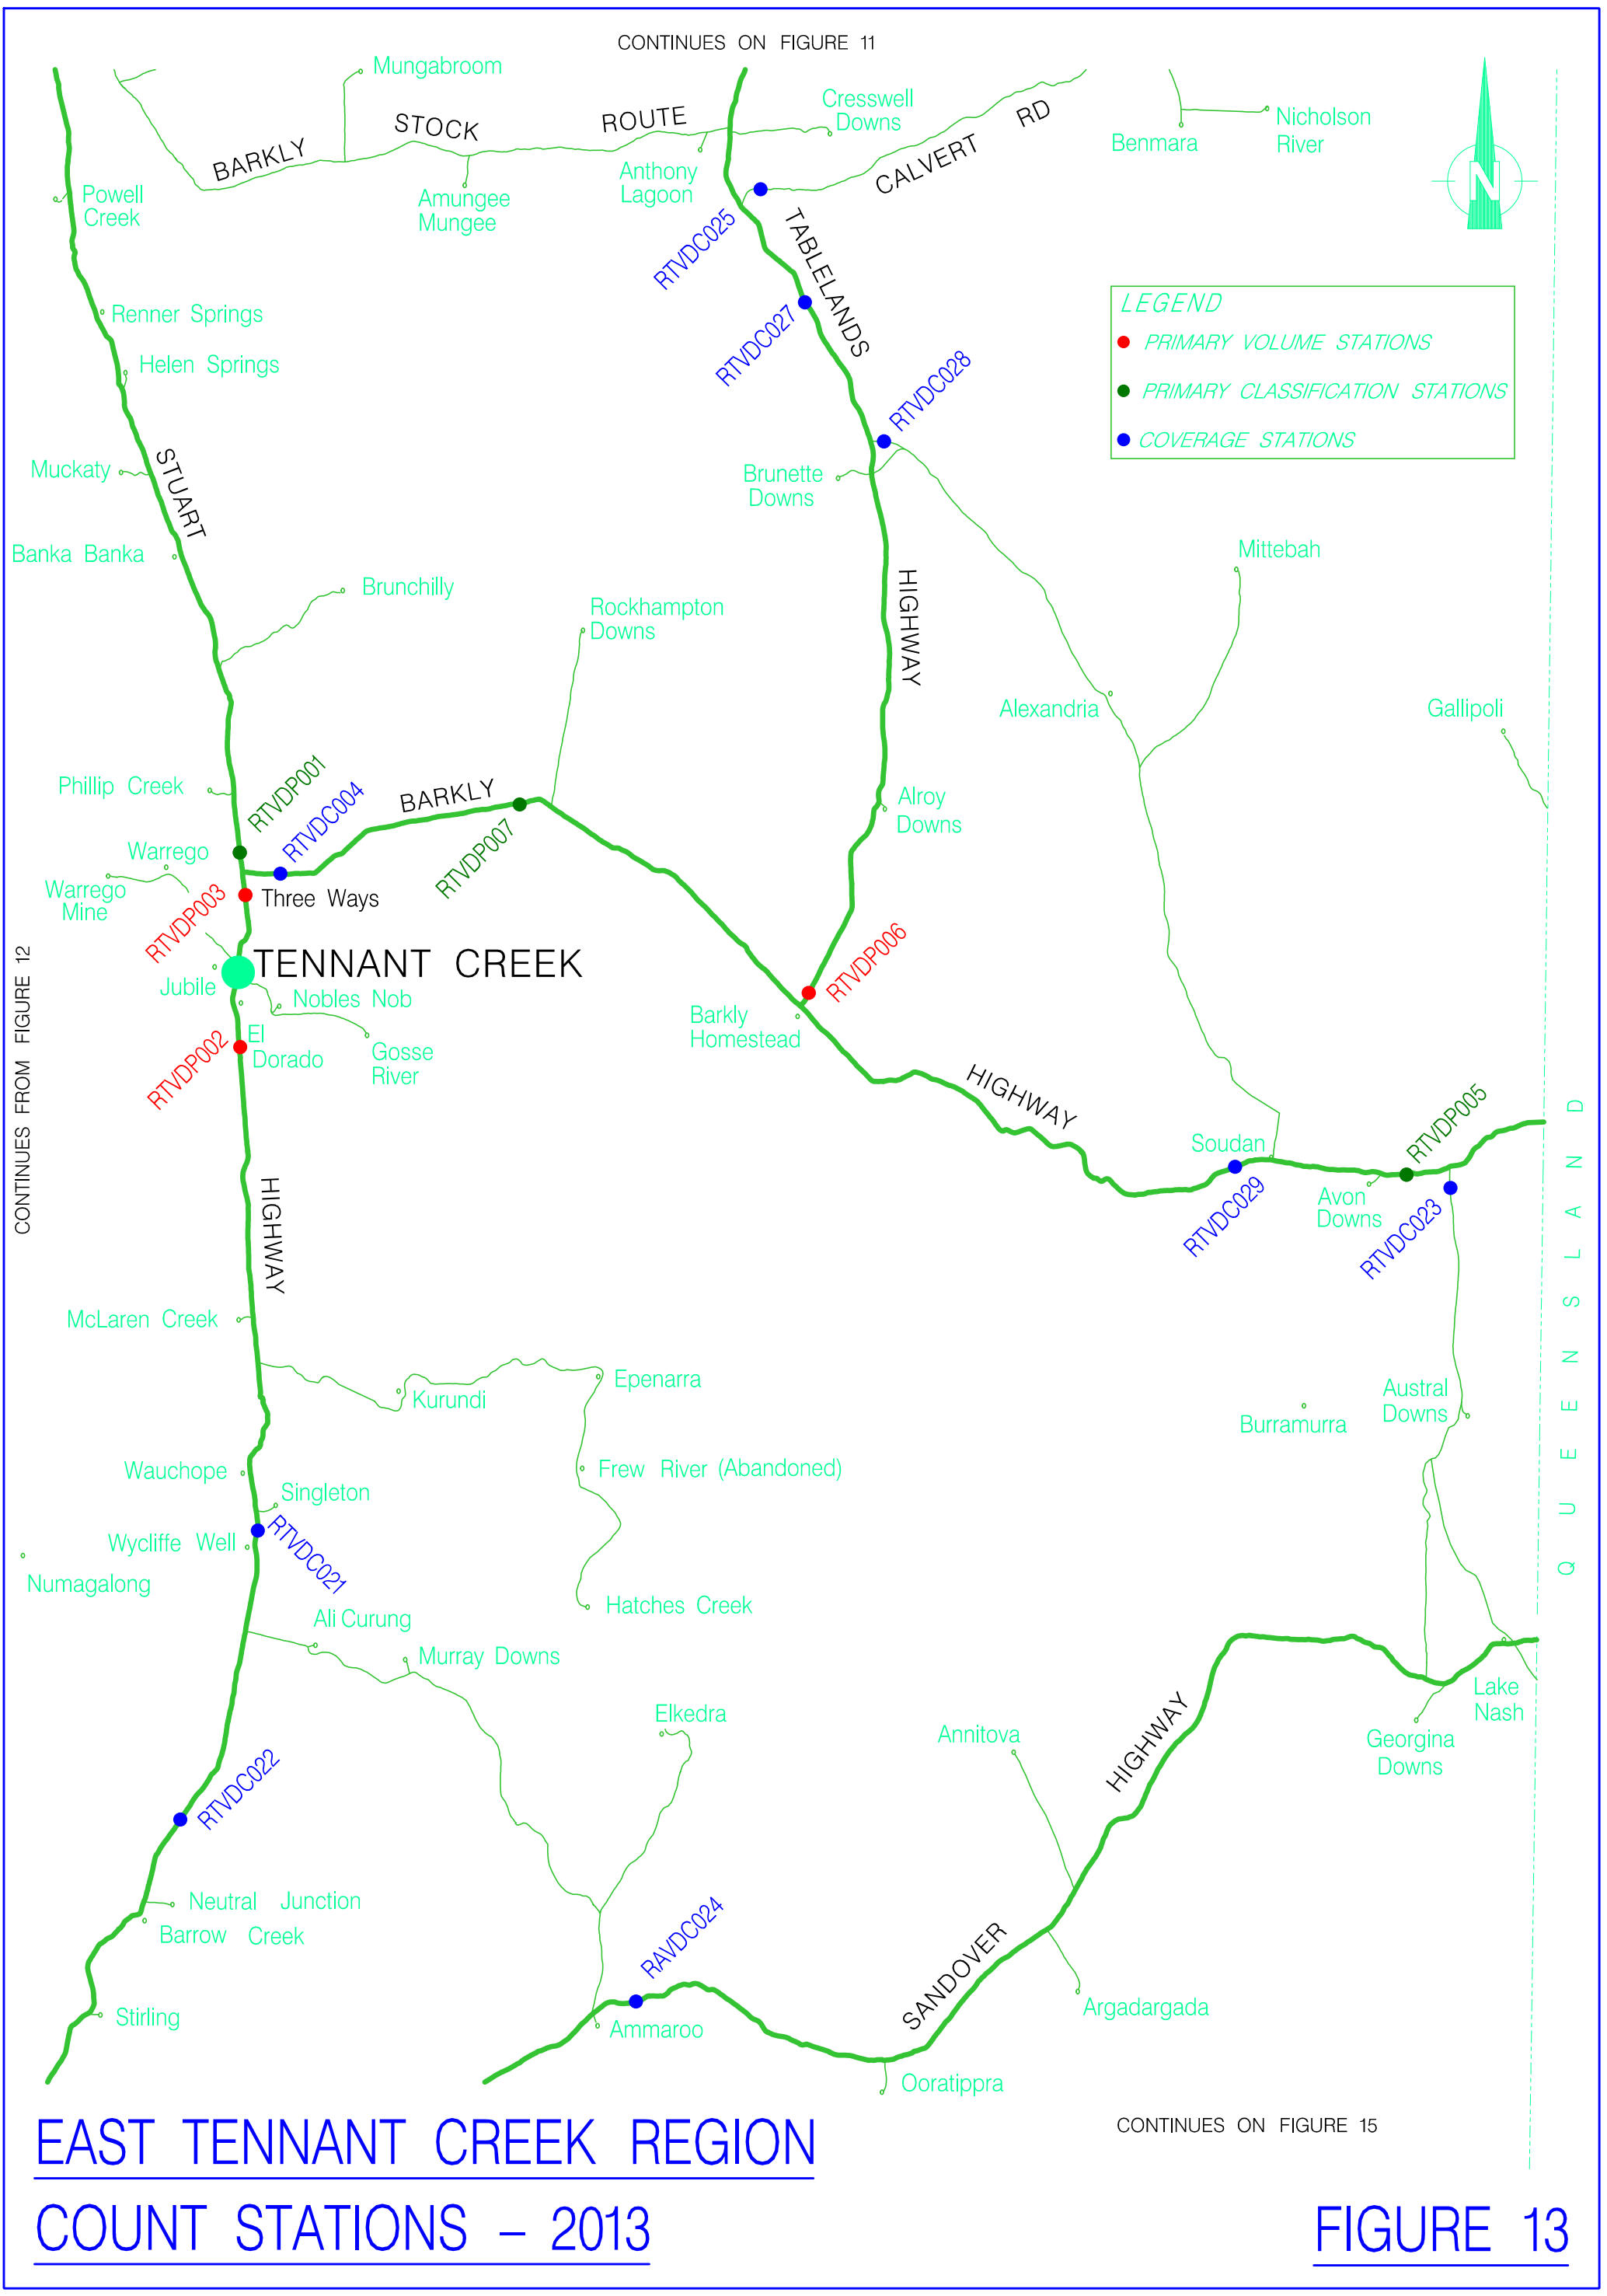 CONTINUES ON FIGURE 11
Mungabroom
Cresswell
Downs
BARKLY STOCK ROUTE
CALVERT RD
Nicholson
River
Benmara
Anthony
Lagoon
Amungee
Mungee
Powell
Creek
N
RTVDC025
TABLELANDS
Renner Springs
Helen Springs
RTVDC027
RTVDC028
LEGEND
PRIMARY VOLUME STATIONS
PRIMARY CLASSIFICATION STATIONS
COVERAGE STATIONS
Muckaty
STUART
Brunette
Downs
Banka Banka
Mittebah
Brunchilly
Rockhampton
Downs
HIGHWAY
Alexandria
Gallipoli
Phillip Creek
RTVDP001
RTVDC004
BARKLY
RTVDP007
Alroy
Downs
Warrego
Warrego
Mine
RTVDP003
Three Ways
TENNANT CREEK
Jubile
Nobles Nob
RTVDP006
Barkly
Homestead
El
Dorado
RTVDP002
Gosse
River
CONTINUES FROM FIGURE 12
HIGHWAY
RTVDP005
Soudan
RTVDC029
Avon
Downs
RTVDC023
QUEENSLAND
HIGHWAY
McLaren Creek
Kurundi
Epenarra
Austral
Downs
Burramurra
Wauchope
Frew River (Abandoned)
Singleton
Wycliffe Well
RTVDC021
Numagalong
Hatches Creek
Ali Curung
Murray Downs
Elkedra
Annitova
HIGHWAY
Lake
Nash
Georgina
Downs
RTVDC022
Neutral Junction
Barrow Creek
RAVDC024
SANDOVER
Stirling
Ammaroo
Argadargada
Ooratippra
CONTINUES ON FIGURE 15
EAST TENNANT CREEK REGION
COUNT STATIONS – 2013
FIGURE 13